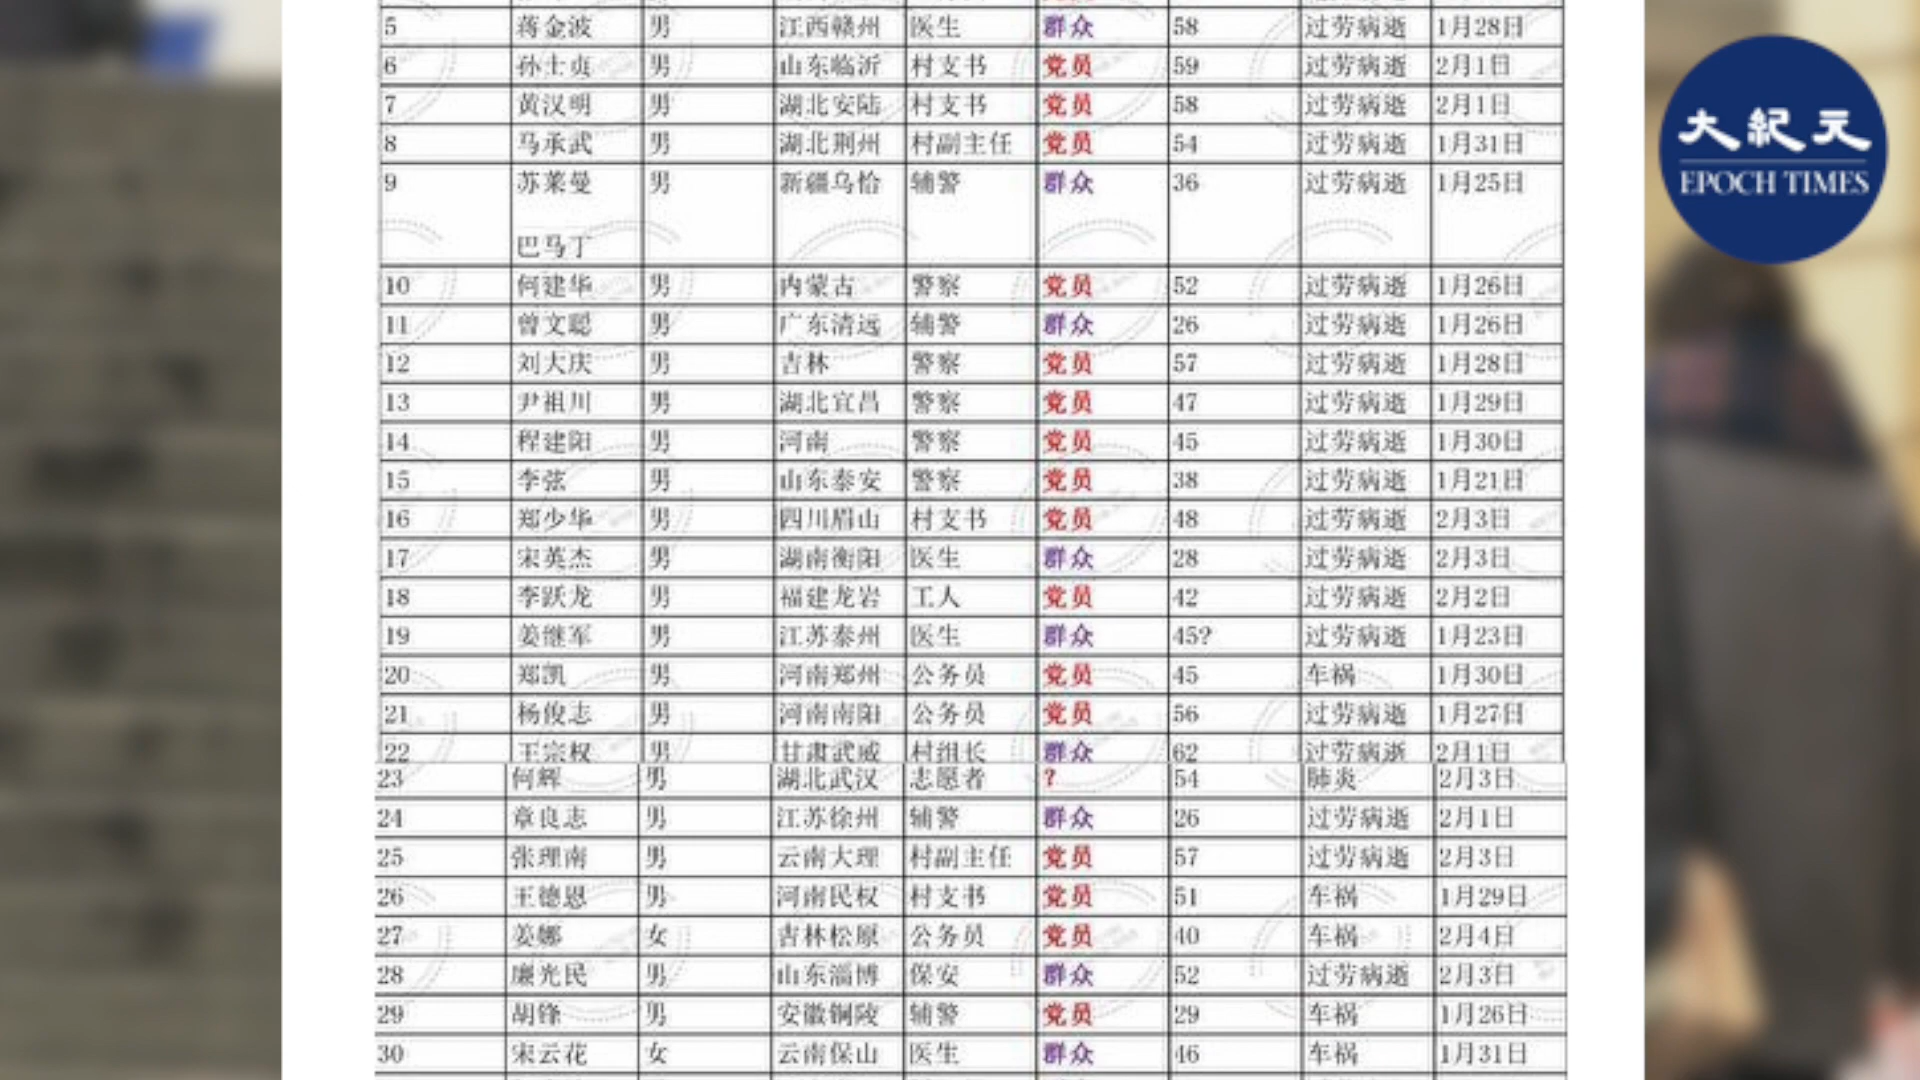 5 蒋金波 男 江西赣州 医生 群众 58 过劳病逝 1月28日
6 孙士贞 男 山东临沂 村支书 党员 59 过劳病逝 2月1日
7 黄汉明 男 湖北安陆 村支书 党员 58 过劳病逝 2月1日
8 马承武 男 湖北荆州 村副主任 党员 54 过劳病逝 1月31日
9 苏莱曼 男 新疆乌恰 辅警 群众 36 过劳病逝 1月25日
巴马丁
10 何建华 男 内蒙古 警察 党员 52 过劳病逝 1月26日
11 曾文聪 男 广东清远 辅警 群众 26 过劳病逝 1月26日
12 刘大庆 男 吉林 警察 党员 57 过劳病逝 1月28日
13 尹祖川 男 湖北宜昌 警察 党员 47 过劳病逝 1月29日
14 程建阳 男 河南 警察 党员 45 过劳病逝 1月30日
15 李弦 男 山东泰安 警察 党员 38 过劳病逝 1月21日
16 郑少华 男 四川眉山 村支书 党员 48 过劳病逝 2月3日
17 宋英杰 男 湖南衡阳 医生 群众 28 过劳病逝 2月3日
18 李跃龙 男 福建龙岩 工人 党员 42 过劳病逝 2月2日
19 姜继军 男 江苏泰州 医生 群众 45? 过劳病逝 1月23日
20 郑凯 男 河南郑州 公务员 党员 45 车祸 1月30日
21 杨俊志 男 河南南阳 公务员 党员 56 过劳病逝 1月27日
22 王宗权 男 甘肃武威 村组长 群众 62 过劳病逝 2月1日
23 何辉 男 湖北武汉 志愿者 ? 54 肺炎 2月3日
24 章良志 男 江苏徐州 辅警 群众 26 过劳病逝 2月1日
25 张理南 男 云南大理 村副主任 党员 57 过劳病逝 2月3日
26 王德恩 男 河南民权 村支书 党员 51 车祸 1月29日
27 姜娜 女 吉林松原 公务员 党员 40 车祸 2月4日
28 廉光民 男 山东淄博 保安 群众 52 过劳病逝 2月3日
29 胡锋 男 安徽铜陵 辅警 党员 29 车祸 1月26日
30 宋云花 女 云南保山 医生 群众 46 车祸 1月31日
大紀元
EPOCH TIMES